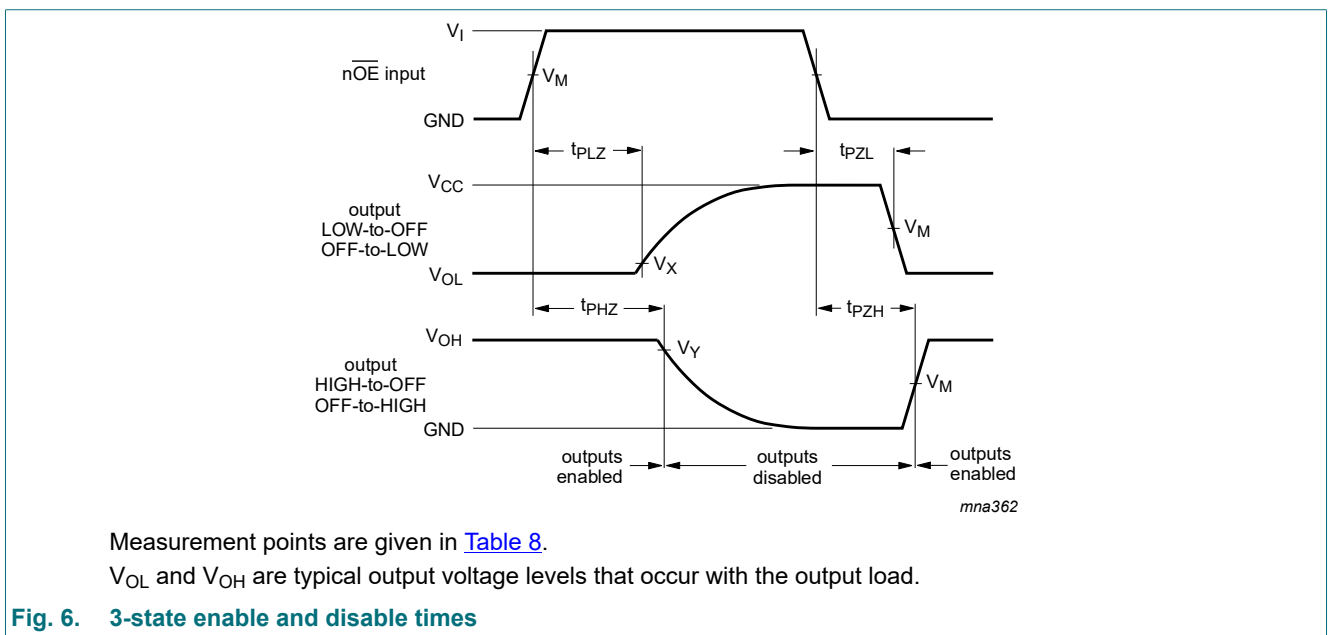 V_I
nOE input
V_M
GND
t_PLZ
t_PZL
V_CC
output
LOW-to-OFF
OFF-to-LOW
V_M
V_X
V_OL
t_PHZ
t_PZH
V_OH
V_Y
output
HIGH-to-OFF
OFF-to-HIGH
V_M
GND
outputs
enabled
outputs
disabled
outputs
enabled
mna362
Measurement points are given in Table 8.
V_OL and V_OH are typical output voltage levels that occur with the output load.
Fig. 6. 3-state enable and disable times